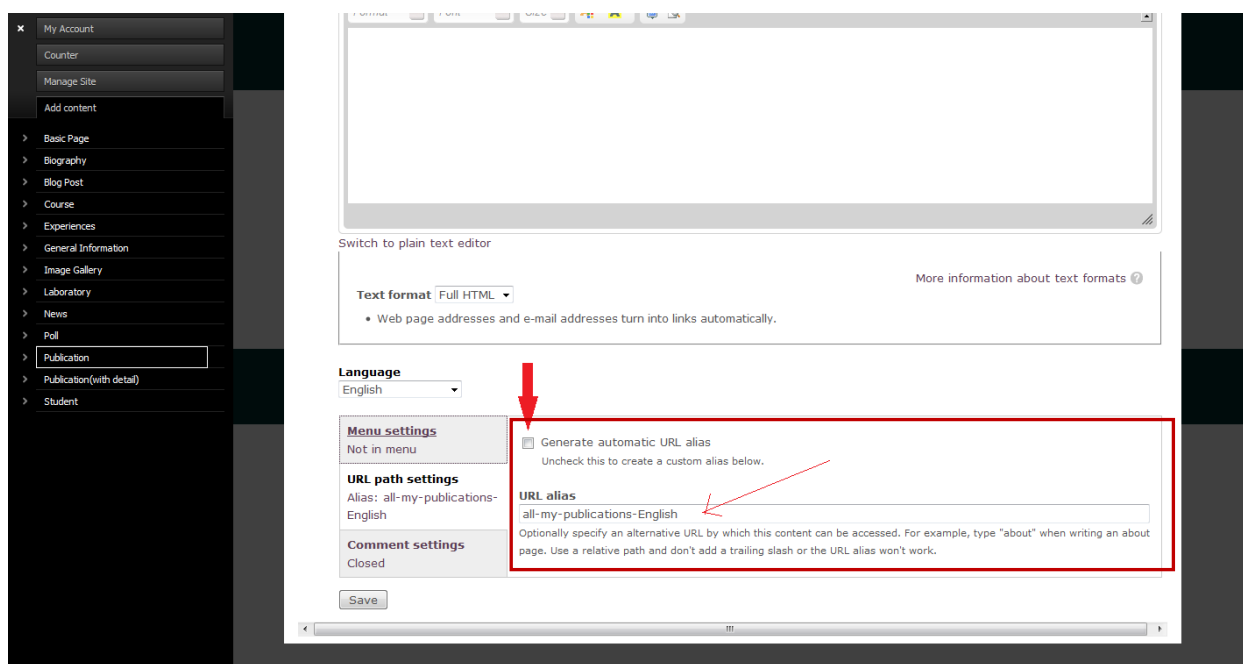 My Account
Counter
Manage Site
Add content
Basic Page
Biography
Blog Post
Course
Experiences
General Information
Image Gallery
Laboratory
News
Poll
Publication
Publication(with detail)
Student
Format Font Size
Switch to plain text editor
More information about text formats
Text format Full HTML
• Web page addresses and e-mail addresses turn into links automatically.
Language
English
Menu settings
Not in menu
URL path settings
Alias: all-my-publications-
English
Comment settings
Closed
Generate automatic URL alias
Uncheck this to create a custom alias below.
URL alias
all-my-publications-English
Optionally specify an alternative URL by which this content can be accessed. For example, type "about" when writing an about
page. Use a relative path and don't add a trailing slash or the URL alias won't work.
Save